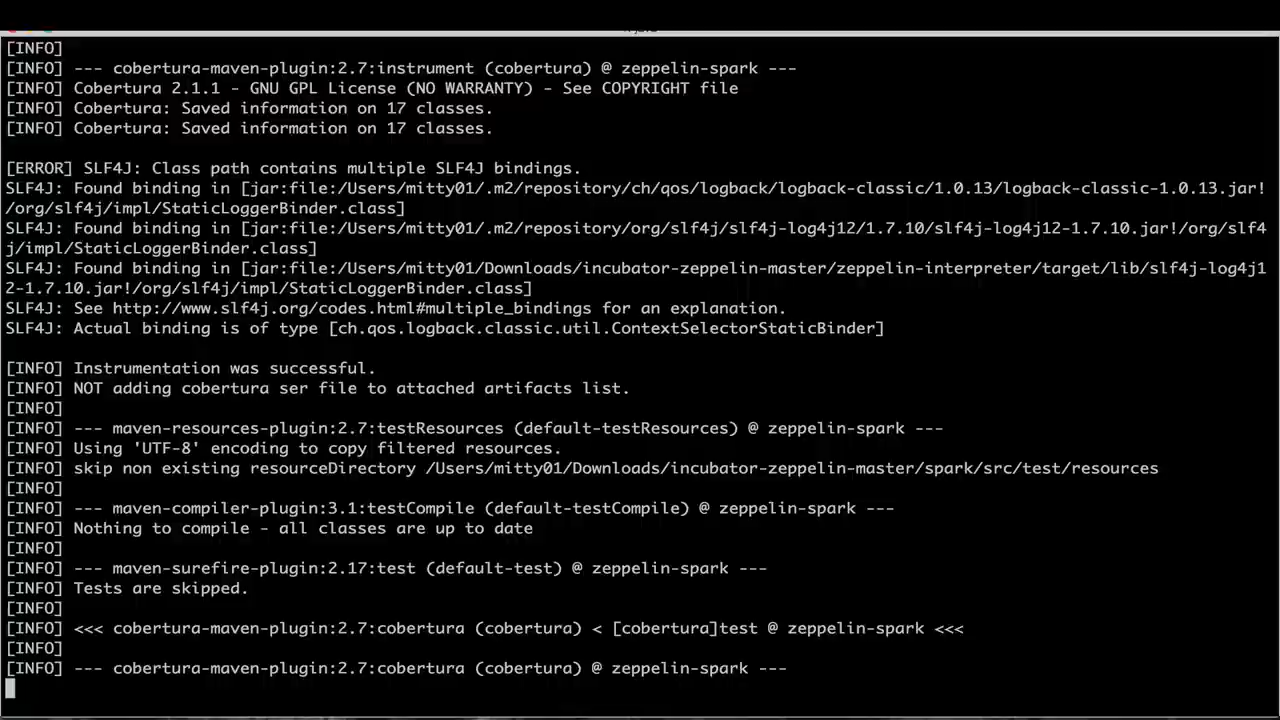 [INFO]
[INFO] --- cobertura-maven-plugin:2.7:instrument (cobertura) @ zeppelin-spark ---
[INFO] Cobertura 2.1.1 - GNU GPL License (NO WARRANTY) - See COPYRIGHT file
[INFO] Cobertura: Saved information on 17 classes.
[INFO] Cobertura: Saved information on 17 classes.
[ERROR] SLF4J: Class path contains multiple SLF4J bindings.
SLF4J: Found binding in [jar:file:/Users/mitty01/.m2/repository/ch/qos/logback/logback-classic/1.0.13/logback-classic-1.0.13.jar!
/org/slf4j/impl/StaticLoggerBinder.class]
SLF4J: Found binding in [jar:file:/Users/mitty01/.m2/repository/org/slf4j/slf4j-log4j12/1.7.10/slf4j-log4j12-1.7.10.jar!/org/slf4
j/impl/StaticLoggerBinder.class]
SLF4J: Found binding in [jar:file:/Users/mitty01/Downloads/incubator-zeppelin-master/zeppelin-interpreter/target/lib/slf4j-log4j1
2-1.7.10.jar!/org/slf4j/impl/StaticLoggerBinder.class]
SLF4J: See http://www.slf4j.org/codes.html#multiple_bindings for an explanation.
SLF4J: Actual binding is of type [ch.qos.logback.classic.util.ContextSelectorStaticBinder]
[INFO] Instrumentation was successful.
[INFO] NOT adding cobertura ser file to attached artifacts list.
[INFO]
[INFO] --- maven-resources-plugin:2.7:testResources (default-testResources) @ zeppelin-spark ---
[INFO] Using 'UTF-8' encoding to copy filtered resources.
[INFO] skip non existing resourceDirectory /Users/mitty01/Downloads/incubator-zeppelin-master/spark/src/test/resources
[INFO]
[INFO] --- maven-compiler-plugin:3.1:testCompile (default-testCompile) @ zeppelin-spark ---
[INFO] Nothing to compile - all classes are up to date
[INFO]
[INFO] --- maven-surefire-plugin:2.17:test (default-test) @ zeppelin-spark ---
[INFO] Tests are skipped.
[INFO]
[INFO] <<< cobertura-maven-plugin:2.7:cobertura (cobertura) < [cobertura]test @ zeppelin-spark <<<
[INFO]
[INFO] --- cobertura-maven-plugin:2.7:cobertura (cobertura) @ zeppelin-spark ---